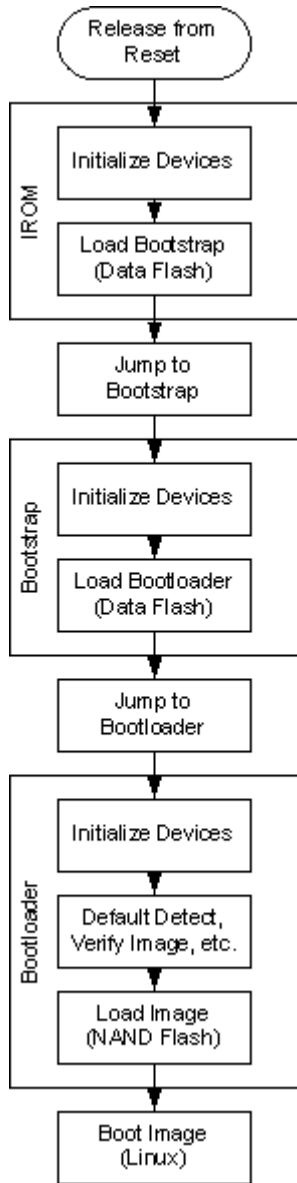 Release from
Reset
IROM
Initialize Devices
Load Bootstrap
(Data Flash)
Jump to
Bootstrap
Bootstrap
Initialize Devices
Load Bootloader
(Data Flash)
Jump to
Bootloader
Bootloader
Initialize Devices
Default Detect,
Verify Image, etc.
Load Image
(NAND Flash)
Boot Image
(Linux)